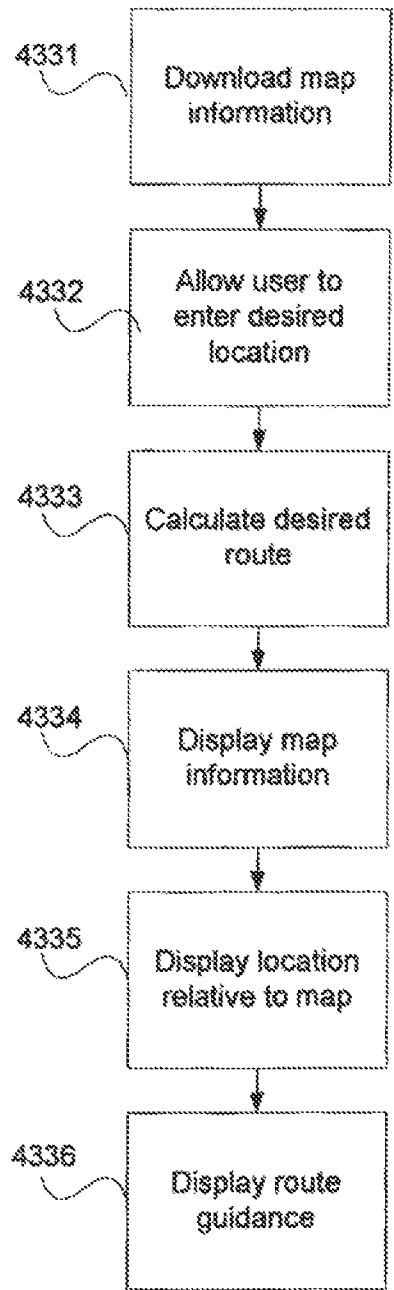 4331
Download map
information
4332
Allow user to
enter desired
location
4333
Calculate desired
route
4334
Display map
information
4335
Display location
relative to map
4336
Display route
guidance